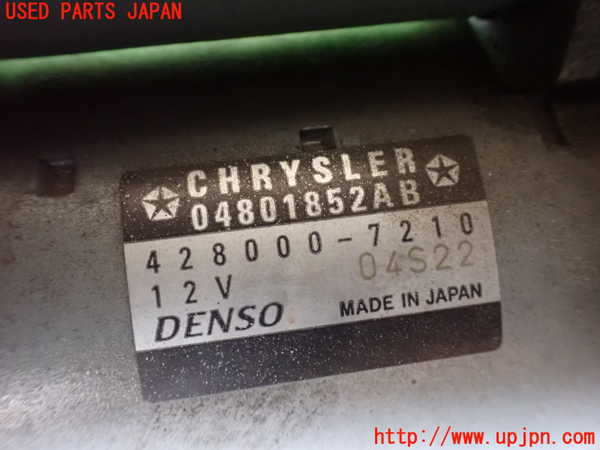 USED PARTS JAPAN
CHRYSLER
04801852AB
428000-7210
04S22
12V
DENSO
MADE IN JAPAN
http://www.upjpn.com